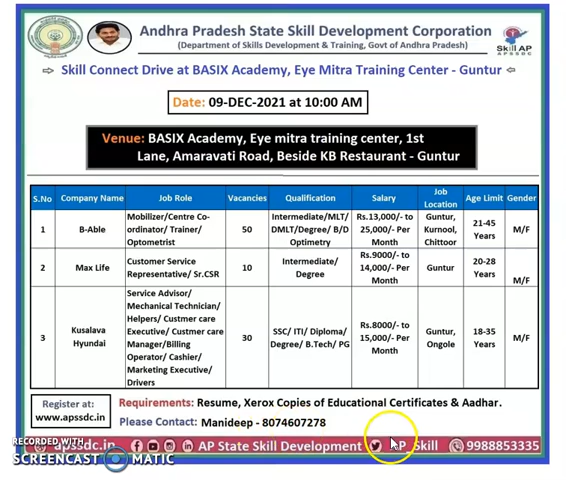 Andhra Pradesh State Skill Development Corporation
(Department of Skills Development & Training, Govt of Andhra Pradesh)
Skill AP
APSSDC
Skill Connect Drive at BASIX Academy, Eye Mitra Training Center - Guntur
Date: 09-DEC-2021 at 10:00 AM
Venue: BASIX Academy, Eye mitra training center, 1st
Lane, Amaravati Road, Beside KB Restaurant - Guntur
S.No Company Name Job Role Vacancies Qualification Salary Job Location Age Limit Gender
1 B-Able Mobilizer/Centre Co-ordinator/ Trainer/ Optometrist 50 Intermediate/MLT/ DMLT/Degree/ B/D Optimetry Rs.13,000/- to 25,000/- Per Month Guntur, Kurnool, Chittoor 21-45 Years M/F
2 Max Life Customer Service Representative/ Sr.CSR 10 Intermediate/ Degree Rs.9000/- to 14,000/- Per Month Guntur 20-28 Years M/F
3 Kusalava Hyundai Service Advisor/ Mechanical Technician/ Helpers/ Custmer care Executive/ Custmer care Manager/Billing Operator/ Cashier/ Marketing Executive/ Drivers 30 SSC/ ITI/ Diploma/ Degree/ B.Tech/ PG Rs.8000/- to 15,000/- Per Month Guntur, Ongole 18-35 Years M/F
Register at:
www.apssdc.in
Requirements: Resume, Xerox Copies of Educational Certificates & Aadhar.
Please Contact: Manideep - 8074607278
apssdc.in AP State Skill Development AP_Skill 9988853335
RECORDED WITH
SCREENCAST MATIC